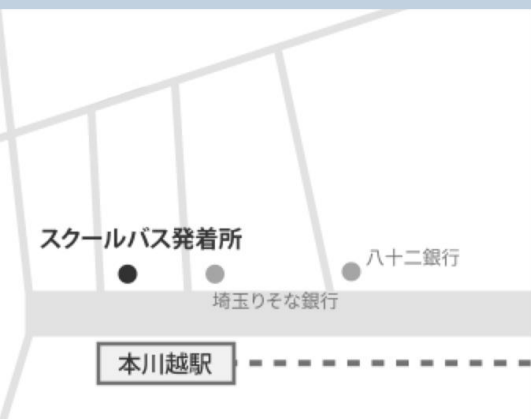 スクールバス発着所
八十二銀行
埼玉りそな銀行
本川越駅